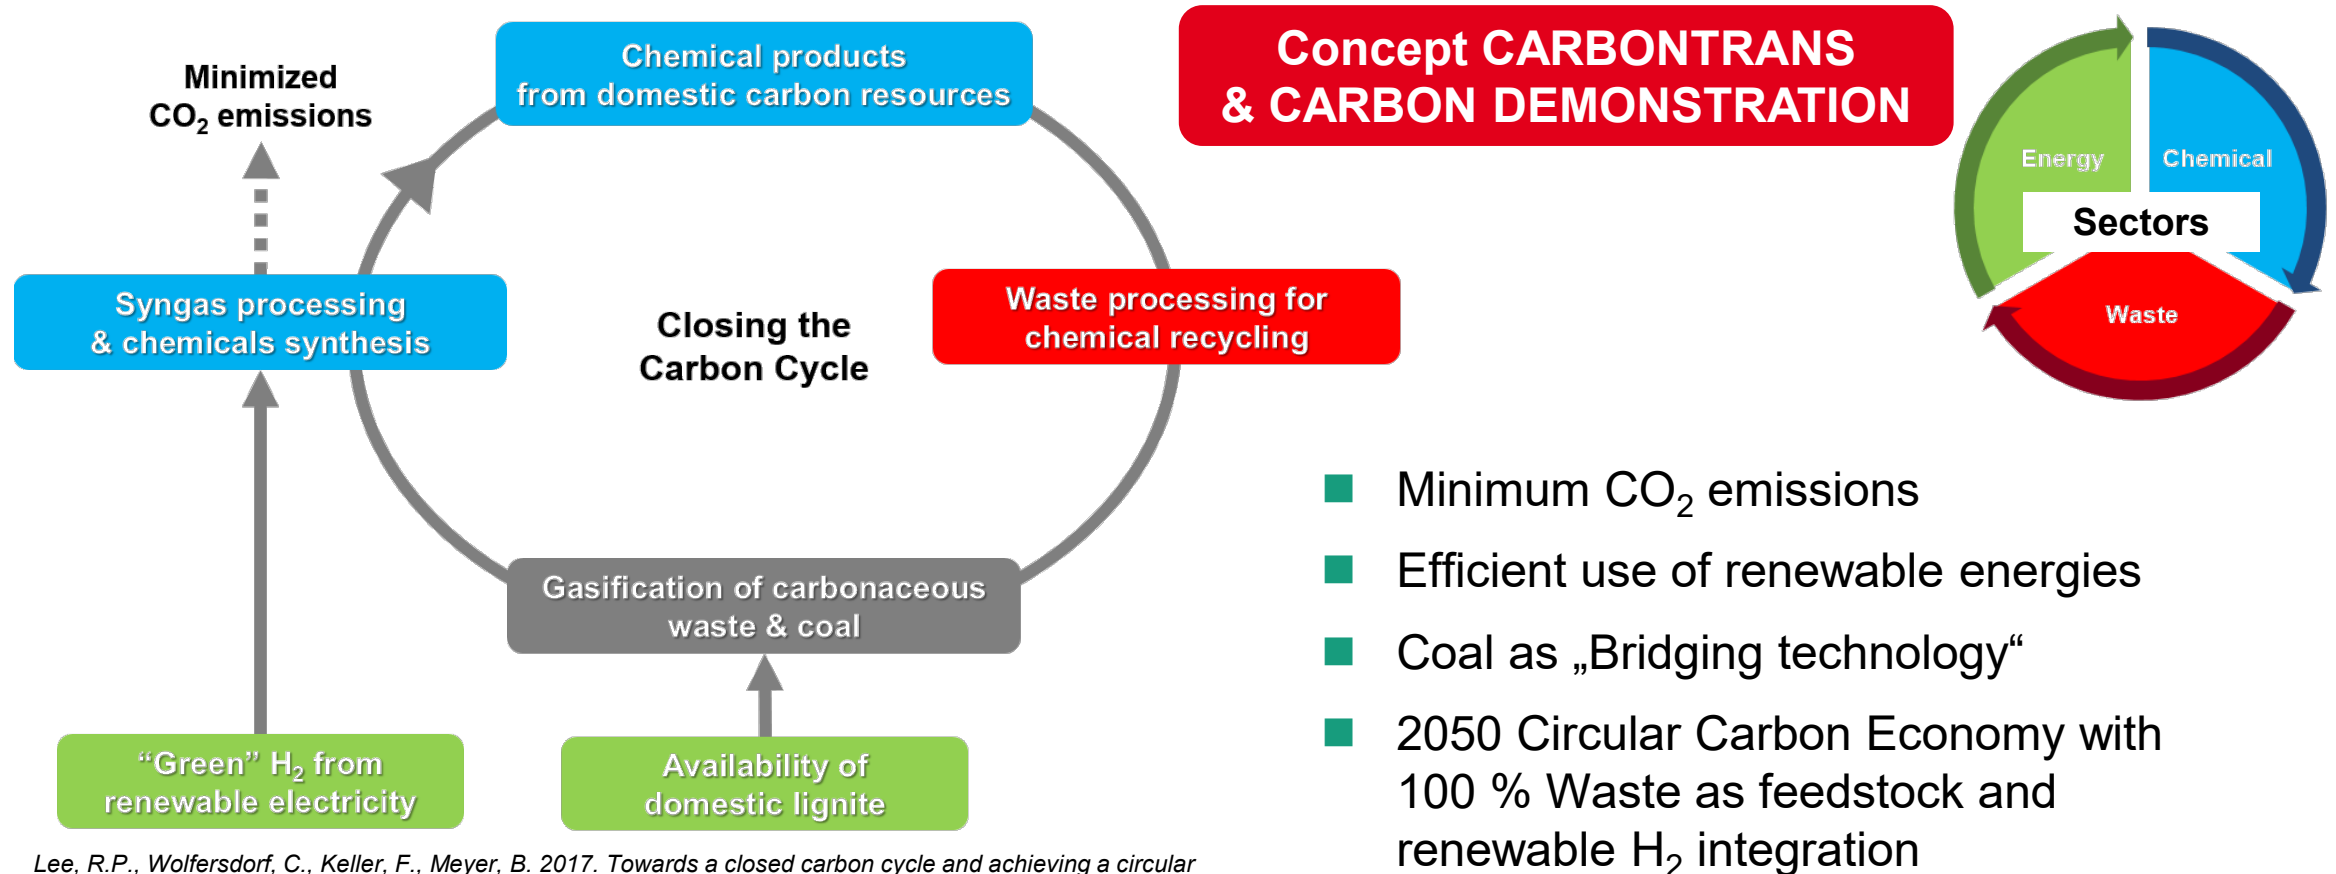 Chemical products
from domestic carbon resources
Minimized
CO₂ emissions
Syngas processing
& chemicals synthesis
Closing the
Carbon Cycle
Waste processing for
chemical recycling
Gasification of carbonaceous
waste & coal
“Green” H₂ from
renewable electricity
Availability of
domestic lignite
Lee, R.P., Wolfersdorf, C., Keller, F., Meyer, B. 2017. Towards a closed carbon cycle and achieving a circular
Concept CARBONTRANS
& CARBON DEMONSTRATION
Energy
Chemical
Sectors
Waste
Minimum CO₂ emissions
Efficient use of renewable energies
Coal as „Bridging technology“
2050 Circular Carbon Economy with
100 % Waste as feedstock and
renewable H₂ integration